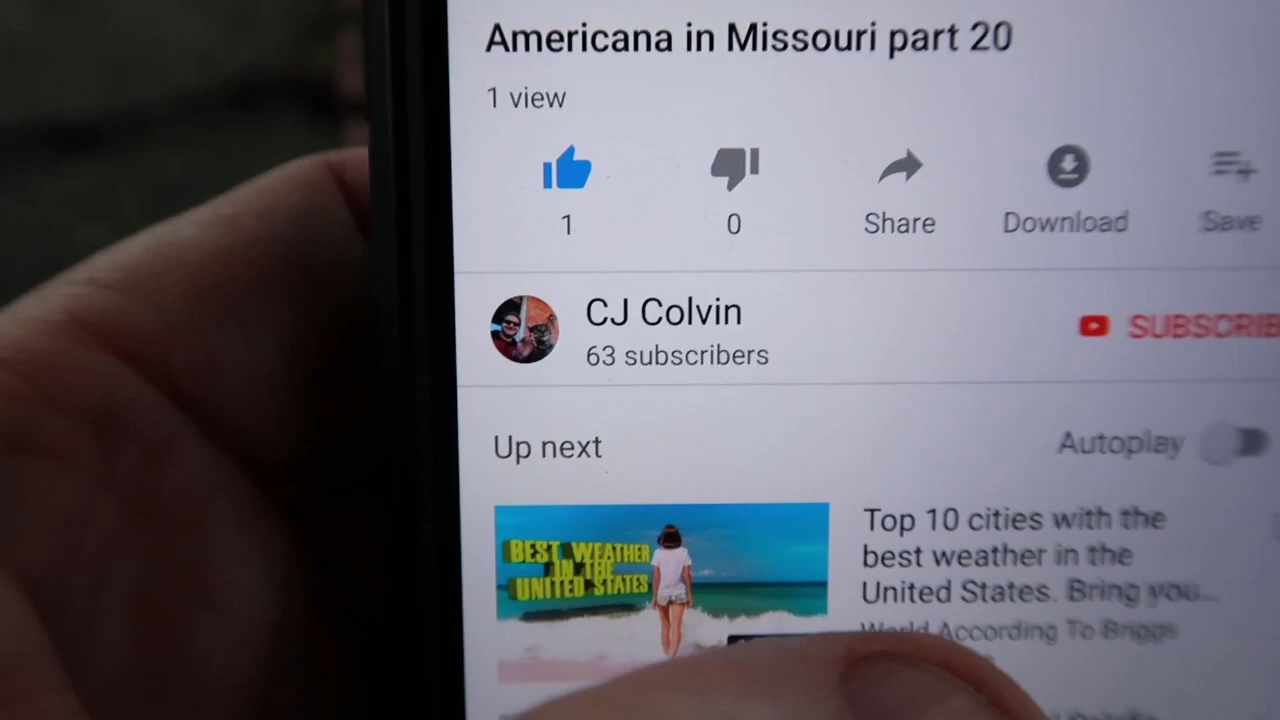 Americana in Missouri part 20
1 view
1
0
Share
Download
Save
CJ Colvin
63 subscribers
SUBSCRIB
Up next
Autoplay
BEST WEATHER
IN THE
UNITED STATES
Top 10 cities with the
best weather in the
United States. Bring you...
World According To Briggs